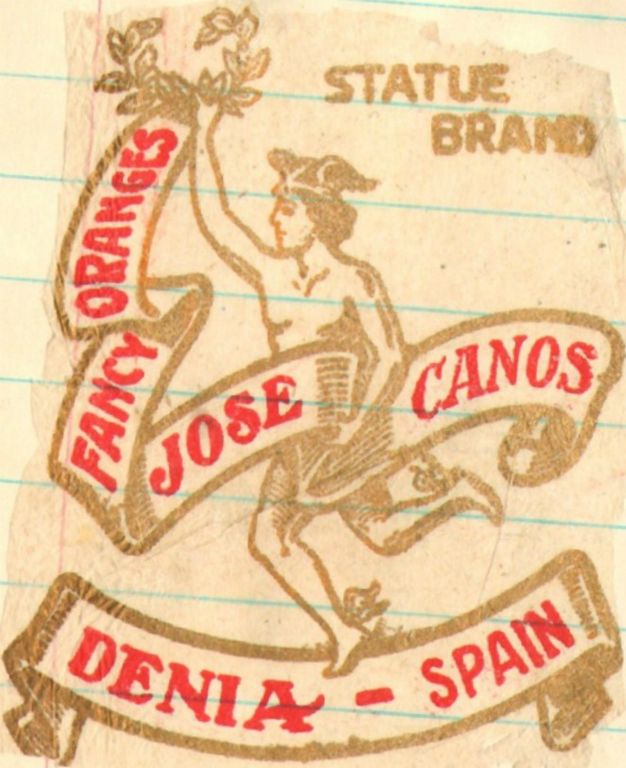 STATUE
BRAND
FANCY ORANGES
JOSE CANOS
DENIA - SPAIN